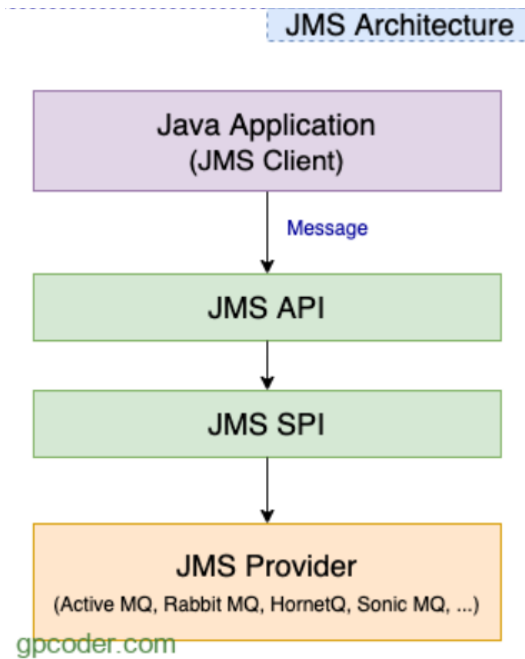 JMS Architecture
Java Application
(JMS Client)
Message
JMS API
JMS SPI
JMS Provider
(Active MQ, Rabbit MQ, HornetQ, Sonic MQ, ...)
gpcoder.com